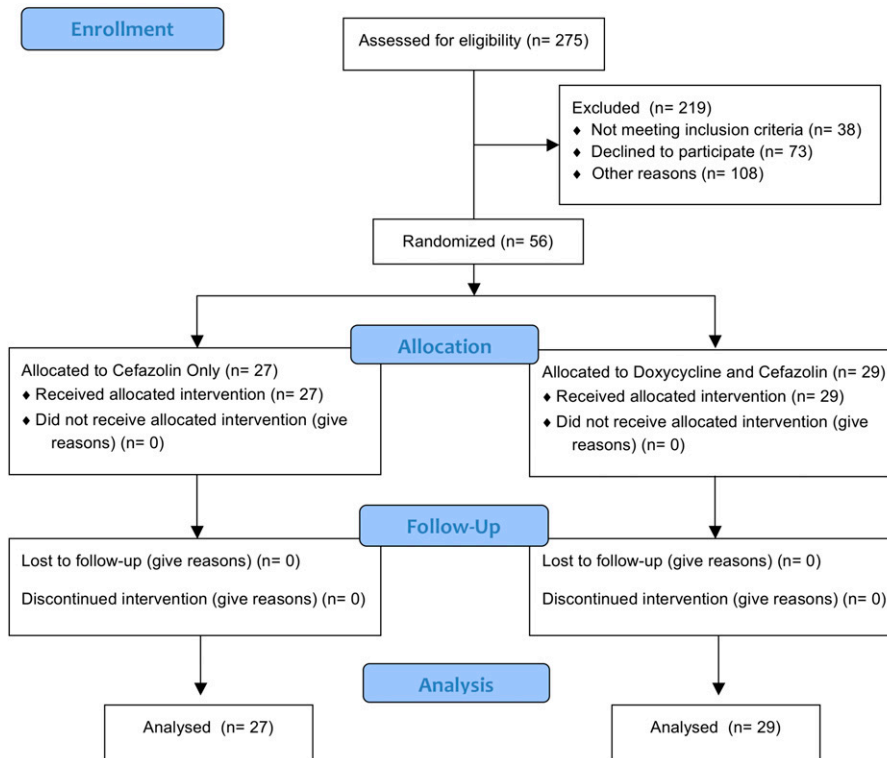 Enrollment
Assessed for eligibility (n= 275)
Excluded (n= 219)
♦ Not meeting inclusion criteria (n= 38)
♦ Declined to participate (n= 73)
♦ Other reasons (n= 108)
Randomized (n= 56)
Allocation
Allocated to Cefazolin Only (n= 27)
♦ Received allocated intervention (n= 27)
♦ Did not receive allocated intervention (give
reasons) (n= 0)
Allocated to Doxycycline and Cefazolin (n= 29)
♦ Received allocated intervention (n= 29)
♦ Did not receive allocated intervention (give
reasons) (n= 0)
Follow-Up
Lost to follow-up (give reasons) (n= 0)
Discontinued intervention (give reasons) (n= 0)
Lost to follow-up (give reasons) (n= 0)
Discontinued intervention (give reasons) (n= 0)
Analysis
Analysed (n= 27)
Analysed (n= 29)